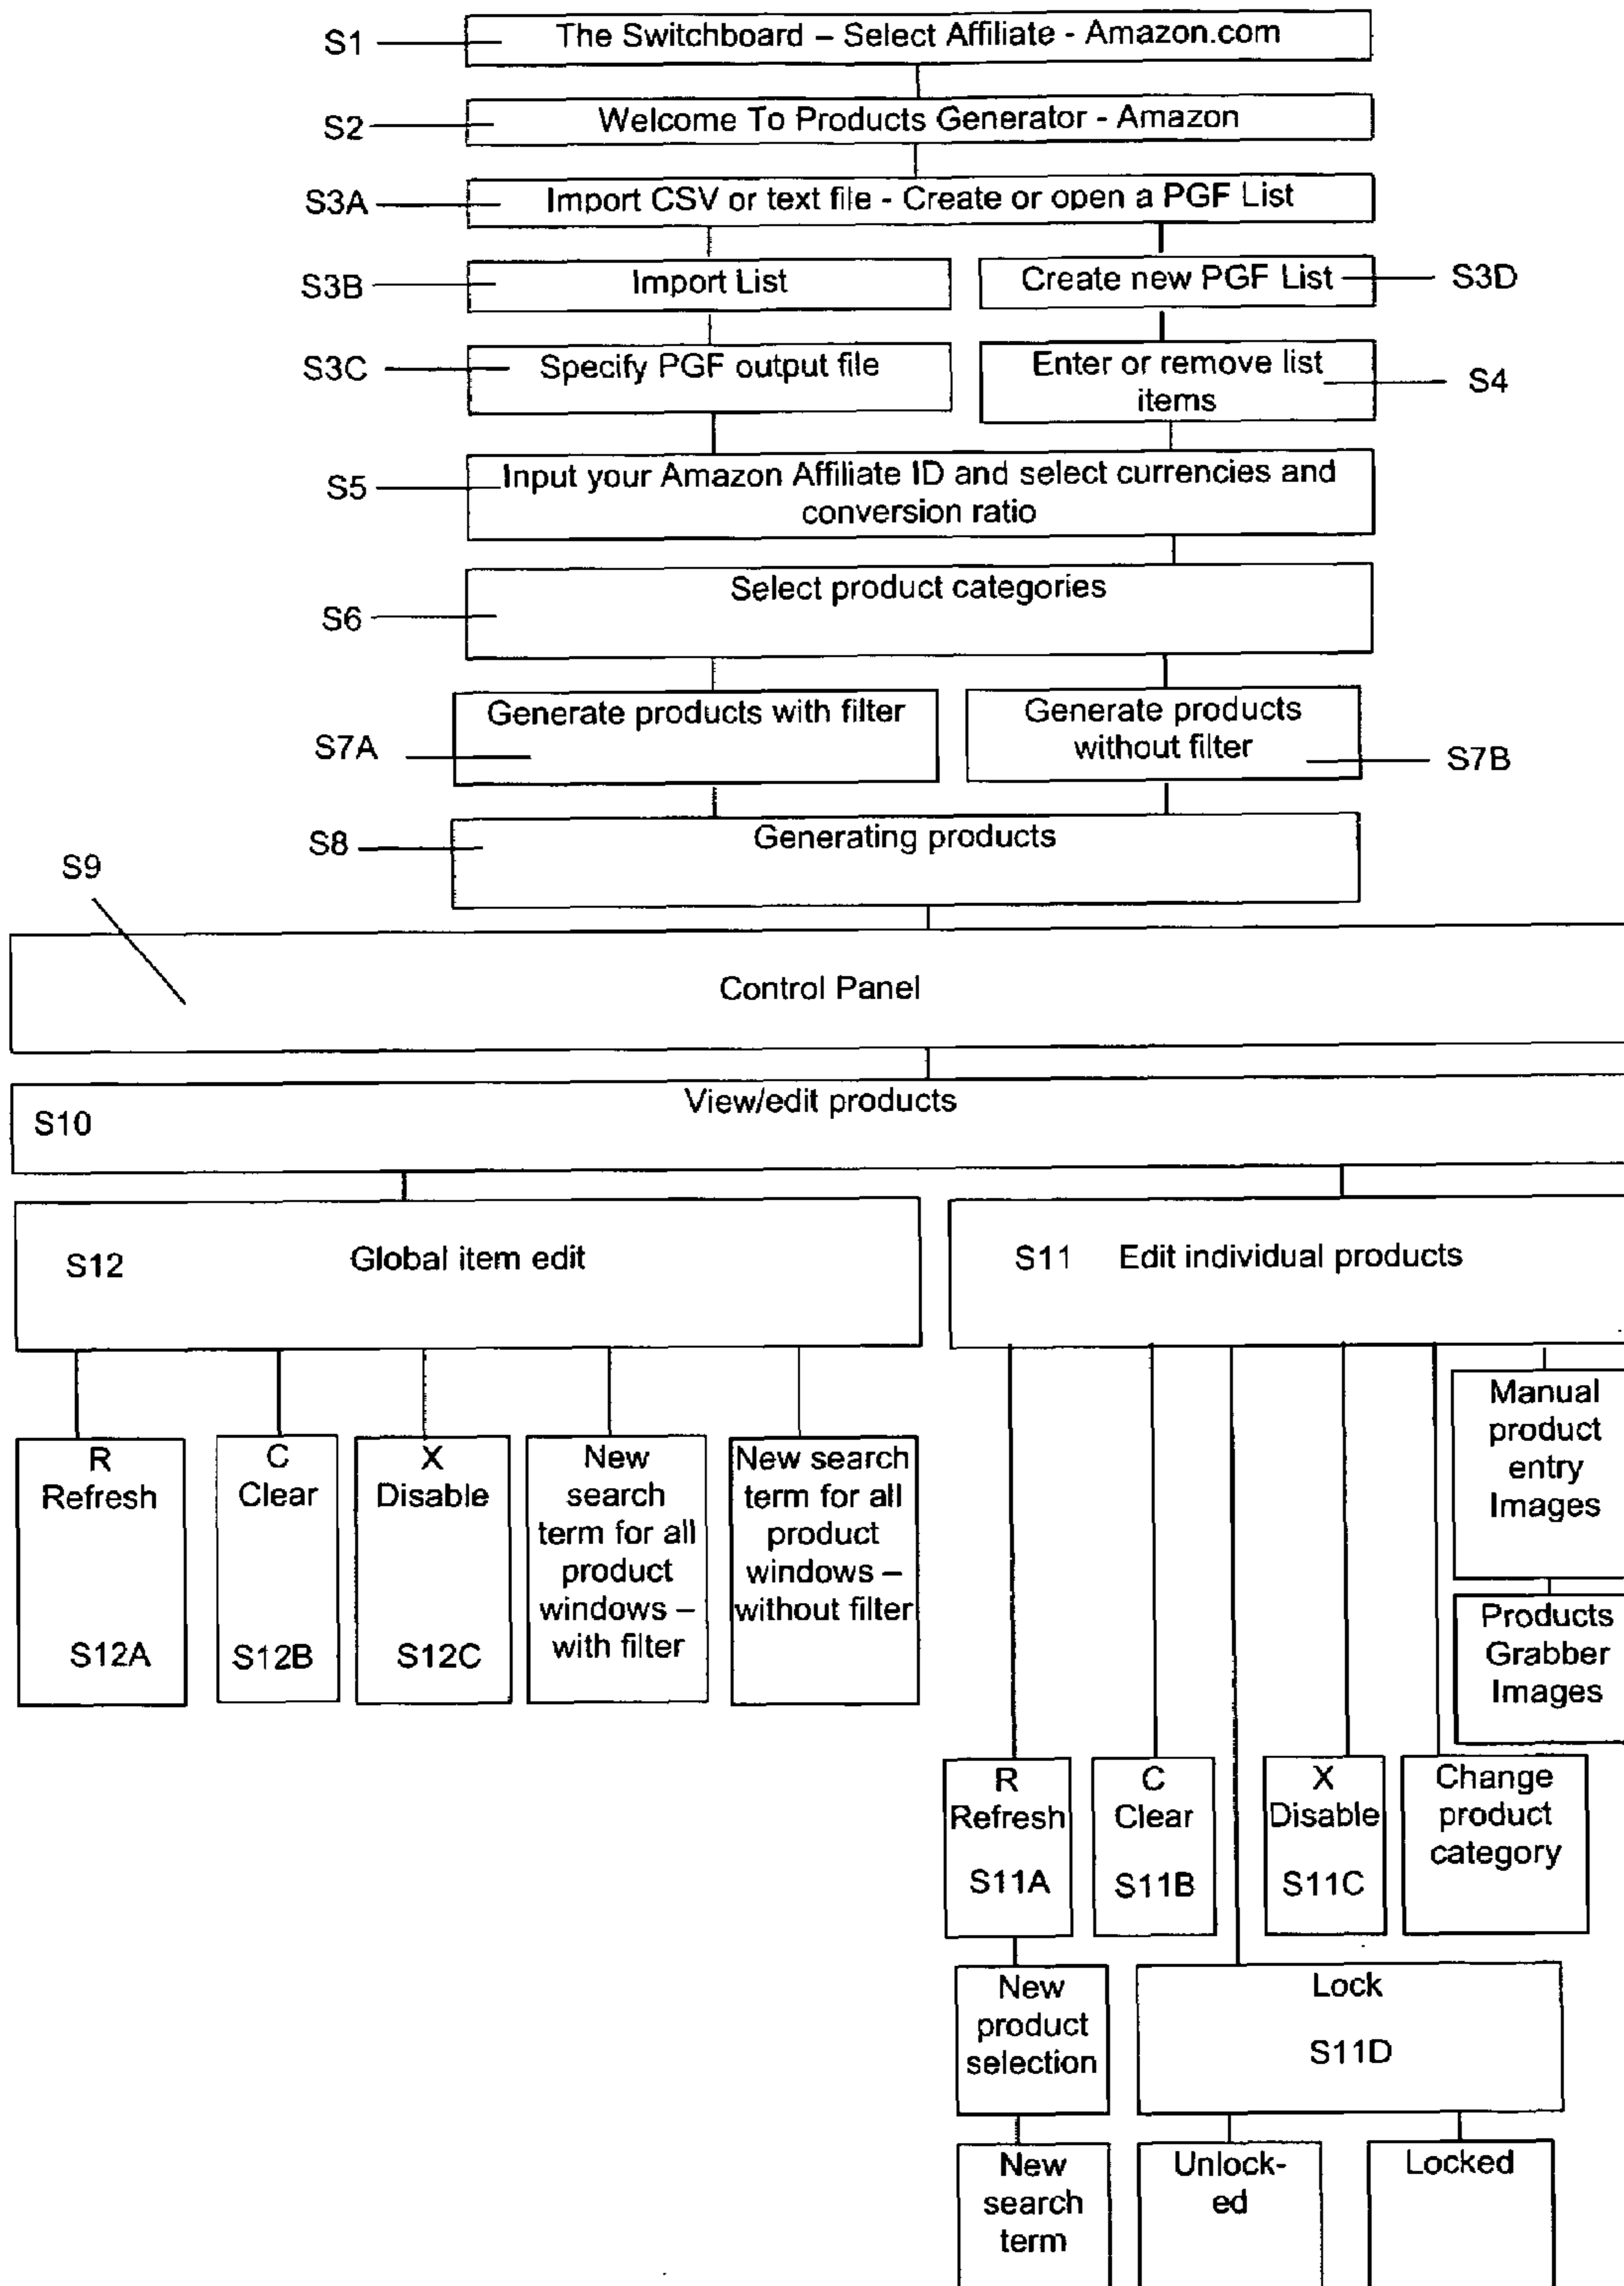 S1
The Switchboard – Select Affiliate - Amazon.com
S2
Welcome To Products Generator - Amazon
S3A
Import CSV or text file - Create or open a PGF List
S3B
Import List
Create new PGF List
S3D
S3C
Specify PGF output file
Enter or remove list
items
S4
S5
Input your Amazon Affiliate ID and select currencies and
conversion ratio
S6
Select product categories
S7A
Generate products with filter
Generate products
without filter
S7B
S8
Generating products
S9
Control Panel
S10
View/edit products
S12
Global item edit
S11
Edit individual products
R
Refresh
S12A
C
Clear
S12B
X
Disable
S12C
New
search
term for all
product
windows –
with filter
New search
term for all
product
windows –
without filter
Manual
product
entry
Images
Products
Grabber
Images
R
Refresh
S11A
C
Clear
S11B
X
Disable
S11C
Change
product
category
New
product
selection
Lock
S11D
New
search
term
Unlock-
ed
Locked